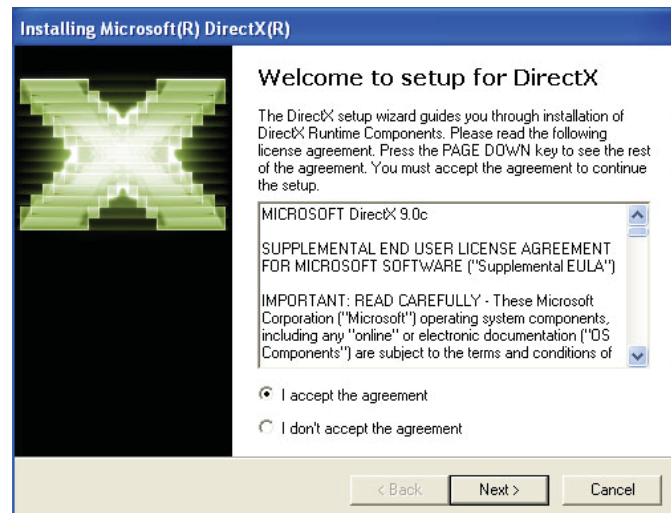 Installing Microsoft(R) DirectX(R)
Welcome to setup for DirectX
The DirectX setup wizard guides you through installation of
DirectX Runtime Components. Please read the following
license agreement. Press the PAGE DOWN key to see the rest
of the agreement. You must accept the agreement to continue
the setup.
MICROSOFT DirectX 9.0c
SUPPLEMENTAL END USER LICENSE AGREEMENT
FOR MICROSOFT SOFTWARE ("Supplemental EULA")
IMPORTANT: READ CAREFULLY - These Microsoft
Corporation ("Microsoft") operating system components,
including any "online" or electronic documentation ("OS
Components") are subject to the terms and conditions of
I accept the agreement
I don't accept the agreement
< Back Next > Cancel